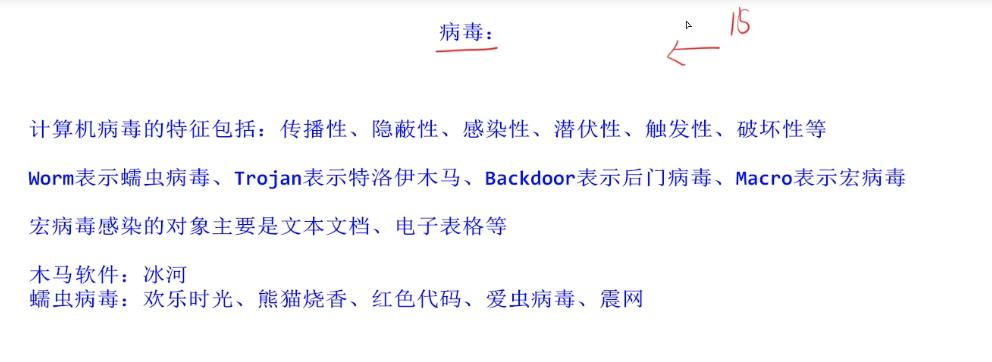 15
病毒：
计算机病毒的特征包括：传播性、隐蔽性、感染性、潜伏性、触发性、破坏性等
Worm表示蠕虫病毒、Trojan表示特洛伊木马、Backdoor表示后门病毒、Macro表示宏病毒
宏病毒感染的对象主要是文本文档、电子表格等
木马软件：冰河
蠕虫病毒：欢乐时光、熊猫烧香、红色代码、爱虫病毒、震网